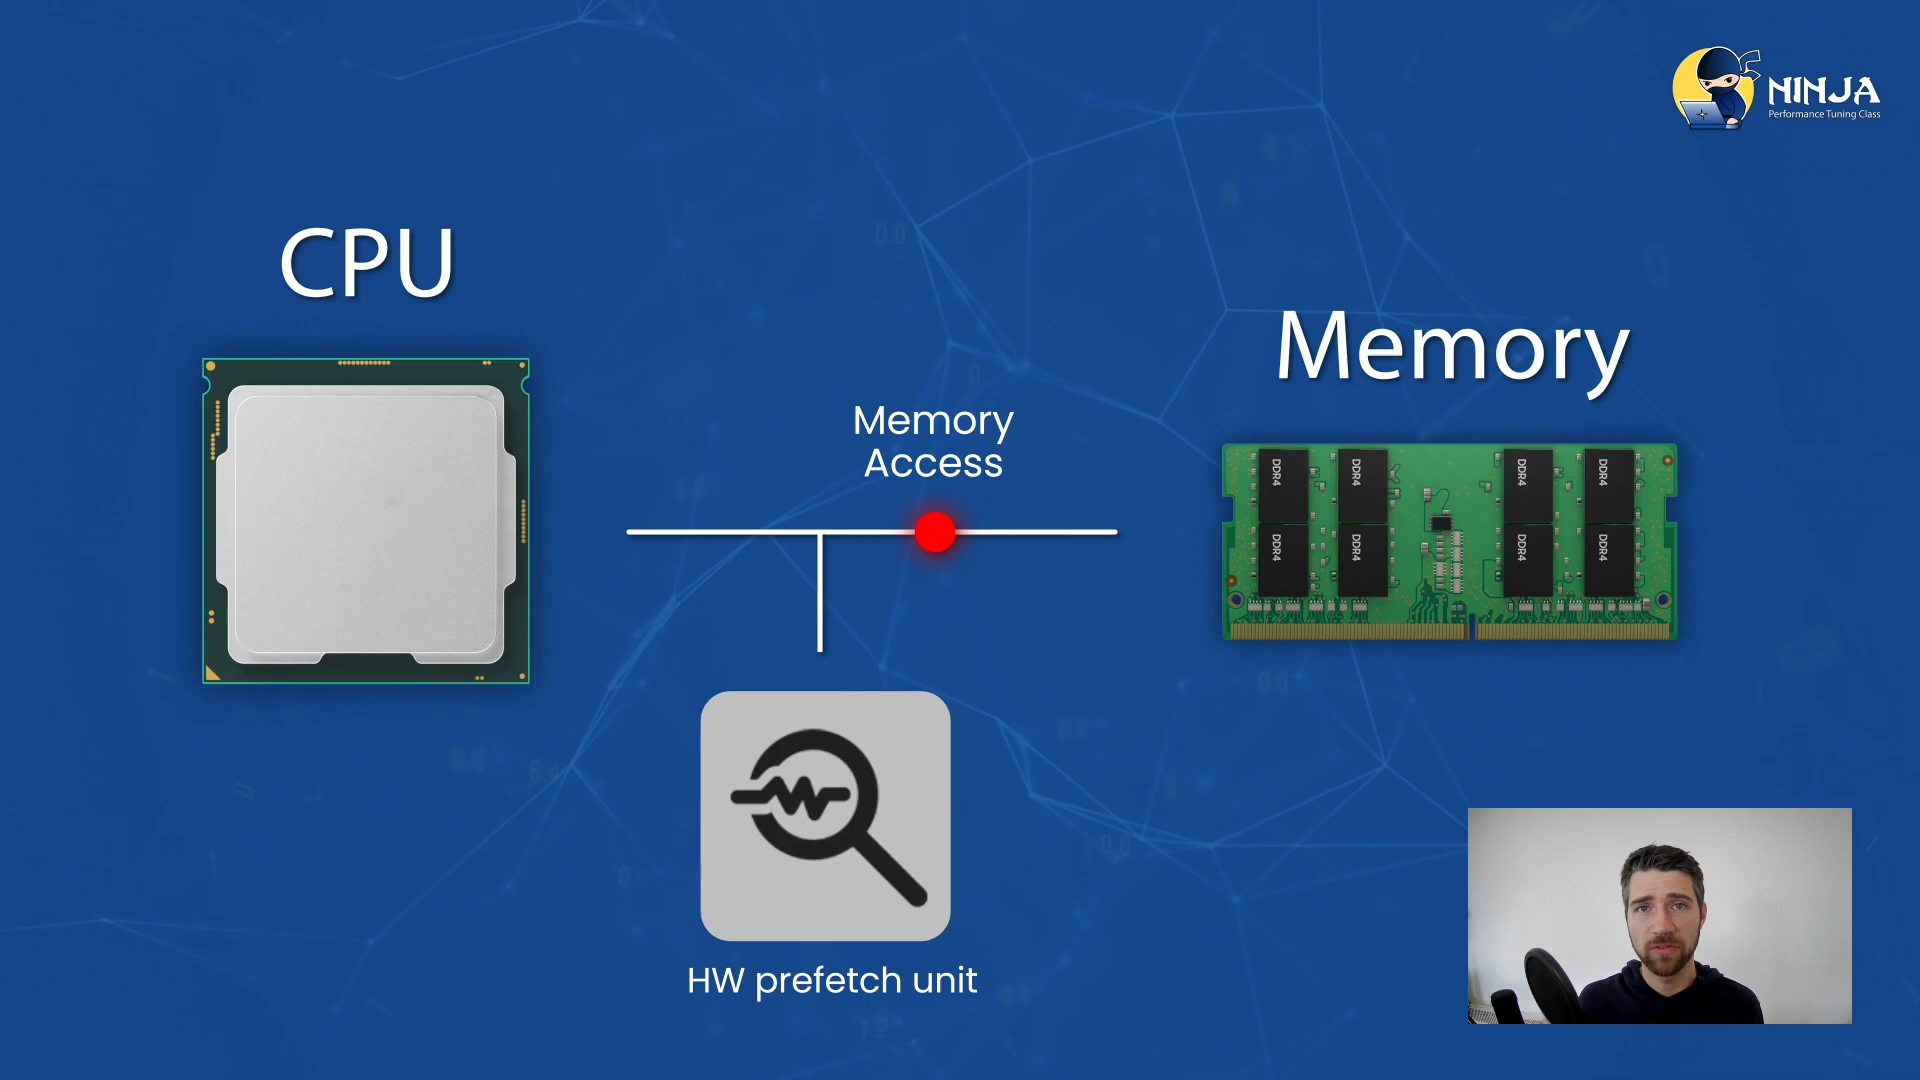 NINJA
Performance Tuning Class
CPU
Memory
Memory
Access
DDR4
DDR4
DDR4
DDR4
DDR4
DDR4
DDR4
DDR4
HW prefetch unit